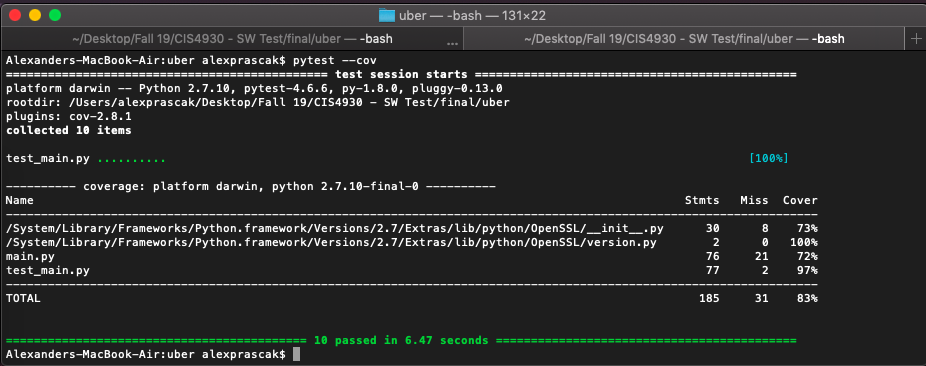 uber — -bash — 131×22
~/Desktop/Fall 19/CIS4930 - SW Test/final/uber — -bash ... ~/Desktop/Fall 19/CIS4930 - SW Test/final/uber — -bash +
Alexanders-MacBook-Air:uber alexprascak$ pytest --cov
============================================== test session starts ==============================================
platform darwin -- Python 2.7.10, pytest-4.6.6, py-1.8.0, pluggy-0.13.0
rootdir: /Users/alexprascak/Desktop/Fall 19/CIS4930 - SW Test/final/uber
plugins: cov-2.8.1
collected 10 items
test_main.py .......... [100%]
---------- coverage: platform darwin, python 2.7.10-final-0 ----------
Name Stmts Miss Cover
--------------------------------------------------------------------------------------------------------------------
/System/Library/Frameworks/Python.framework/Versions/2.7/Extras/lib/python/OpenSSL/__init__.py 30 8 73%
/System/Library/Frameworks/Python.framework/Versions/2.7/Extras/lib/python/OpenSSL/version.py 2 0 100%
main.py 76 21 72%
test_main.py 77 2 97%
--------------------------------------------------------------------------------------------------------------------
TOTAL 185 31 83%
=========================================== 10 passed in 6.47 seconds ===========================================
Alexanders-MacBook-Air:uber alexprascak$